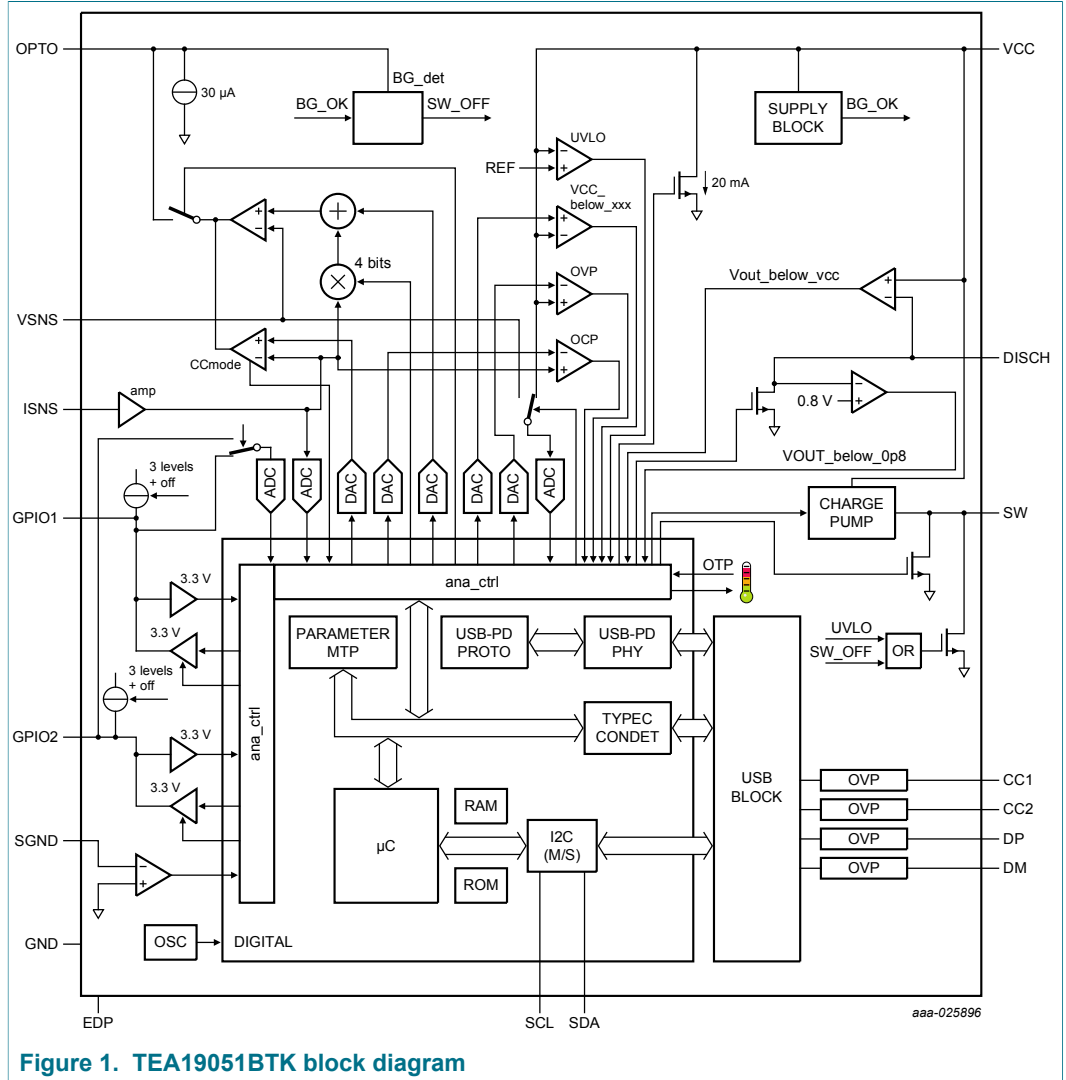 OPTO
VCC
30 µA
BG_det
BG_OK
SW_OFF
SUPPLY
BLOCK
BG_OK
UVLO
REF
–
+
20 mA
VCC_
below_xxx
+
–
+
–
+
4 bits
×
OVP
–
+
Vout_below_vcc
+
–
VSNS
OCP
–
+
+
–
CCmode
DISCH
–
+
0.8 V
ISNS
amp
VOUT_below_0p8
3 levels
+ off
ADC
ADC
DAC
DAC
DAC
DAC
DAC
ADC
GPIO1
CHARGE
PUMP
SW
OTP
ana_ctrl
3.3 V
3.3 V
PARAMETER
MTP
USB-PD
PROTO
USB-PD
PHY
UVLO
SW_OFF
OR
3 levels
+ off
ana_ctrl
TYPEC
CONDET
GPIO2
3.3 V
3.3 V
USB
BLOCK
OVP
CC1
OVP
CC2
OVP
DP
OVP
DM
RAM
µC
I2C
(M/S)
ROM
SGND
–
+
OSC
DIGITAL
GND
EDP
SCL
SDA
aaa-025896
Figure 1. TEA19051BTK block diagram